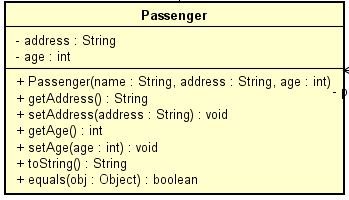 Passenger
- address : String
- age : int
+ Passenger(name : String, address : String, age : int)
+ getAddress() : String
+ setAddress(address : String) : void
+ getAge() : int
+ setAge(age : int) : void
+ toString() : String
+ equals(obj : Object) : boolean
- p